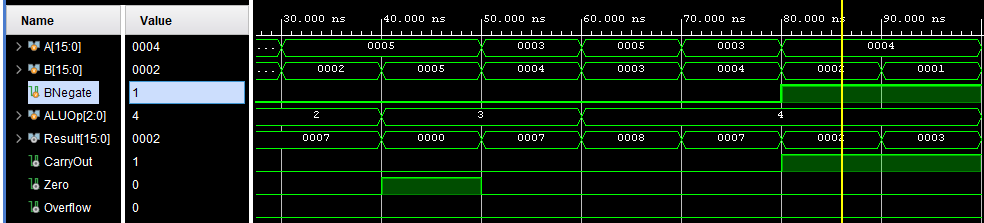 Name Value 30.000 ns 40.000 ns 50.000 ns 60.000 ns 70.000 ns 80.000 ns 90.000 ns
A[15:0] 0004 ... 0005 0003 0005 0003 0004
B[15:0] 0002 ... 0002 0005 0004 0003 0004 0002 0001
BNegate 1
ALUOp[2:0] 4 2 3 4
Result[15:0] 0002 0007 0000 0007 0008 0007 0002 0003
CarryOut 1
Zero 0
Overflow 0